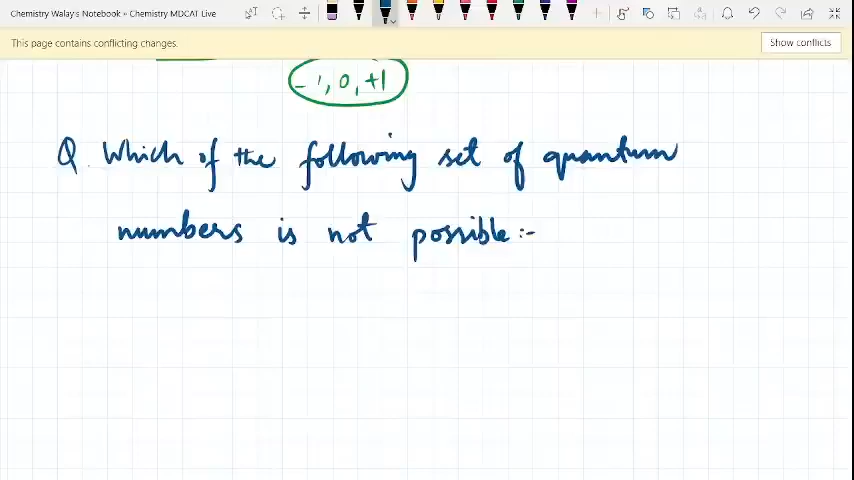 Chemistry Walay's Notebook » Chemistry MDCAT Live
This page contains conflicting changes.
Show conflicts
-1, 0, +1
Q. Which of the following set of quantum
numbers is not possible :-